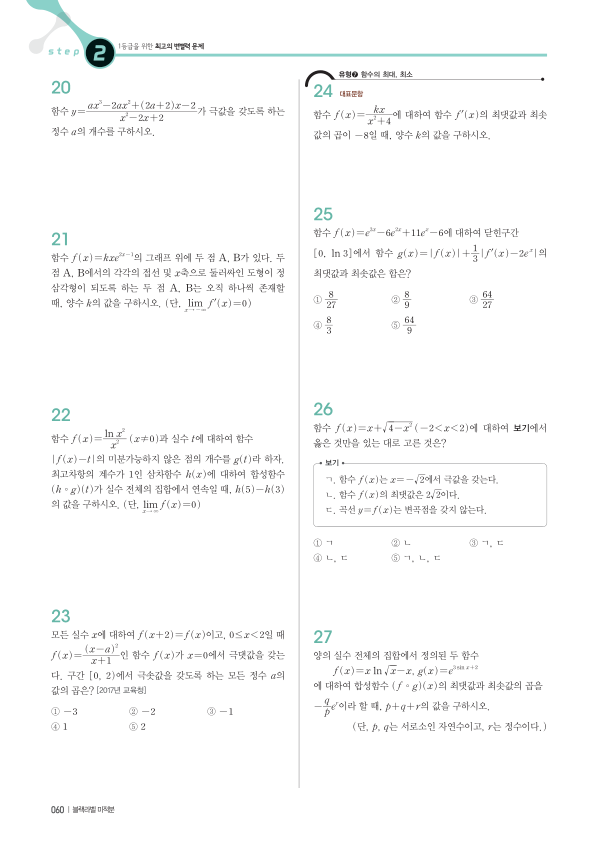 step 2
1등급을 위한 최고의 변별력 문제
20
함수 y=\frac{ax^3-2ax^2+(2a+2)x-2}{x^2-2x+2}가 극값을 갖도록 하는
정수 a의 개수를 구하시오.
21
함수 f(x)=kxe^{2x-1}의 그래프 위에 두 점 A, B가 있다. 두
점 A, B에서의 각각의 접선 및 x축으로 둘러싸인 도형이 정
삼각형이 되도록 하는 두 점 A, B는 오직 하나씩 존재할
때, 양수 k의 값을 구하시오. (단, \lim_{x→-∞} f'(x)=0)
22
함수 f(x)=\frac{ln x^2}{x^2} (x≠0)과 실수 t에 대하여 함수
|f(x)-t|의 미분가능하지 않은 점의 개수를 g(t)라 하자.
최고차항의 계수가 1인 삼차함수 h(x)에 대하여 합성함수
(h∘g)(t)가 실수 전체의 집합에서 연속일 때, h(5)-h(3)
의 값을 구하시오. (단, \lim_{x→∞} f(x)=0)
23
모든 실수 x에 대하여 f(x+2)=f(x)이고, 0≤x<2일 때
f(x)=\frac{(x-a)^2}{x+1}인 함수 f(x)가 x=0에서 극댓값을 갖는
다. 구간 [0, 2)에서 극솟값을 갖도록 하는 모든 정수 a의
값의 곱은? [2017년 교육청]
① -3 ② -2 ③ -1
④ 1 ⑤ 2
유형❼ 함수의 최대, 최소
24 대표문항
함수 f(x)=\frac{kx}{x^2+4}에 대하여 함수 f'(x)의 최댓값과 최솟
값의 곱이 -8일 때, 양수 k의 값을 구하시오.
25
함수 f(x)=e^{3x}-6e^{2x}+11e^x-6에 대하여 닫힌구간
[0, ln 3]에서 함수 g(x)=|f(x)|+\frac{1}{3}|f'(x)-2e^x|의
최댓값과 최솟값은 합은?
① \frac{8}{27} ② \frac{8}{9} ③ \frac{64}{27}
④ \frac{8}{3} ⑤ \frac{64}{9}
26
함수 f(x)=x+\sqrt{4-x^2} (-2<x<2)에 대하여 보기에서
옳은 것만을 있는 대로 고른 것은?
보기
ㄱ. 함수 f(x)는 x=-√2에서 극값을 갖는다.
ㄴ. 함수 f(x)의 최댓값은 2√2이다.
ㄷ. 곡선 y=f(x)는 변곡점을 갖지 않는다.
① ㄱ ② ㄴ ③ ㄱ, ㄷ
④ ㄴ, ㄷ ⑤ ㄱ, ㄴ, ㄷ
27
양의 실수 전체의 집합에서 정의된 두 함수
f(x)=x ln √x-x, g(x)=e^{3 sin x+2}
에 대하여 합성함수 (f∘g)(x)의 최댓값과 최솟값의 곱을
-\frac{q}{p}e^r이라 할 때, p+q+r의 값을 구하시오.
(단, p, q는 서로소인 자연수이고, r는 정수이다.)
060 | 블랙라벨 미적분